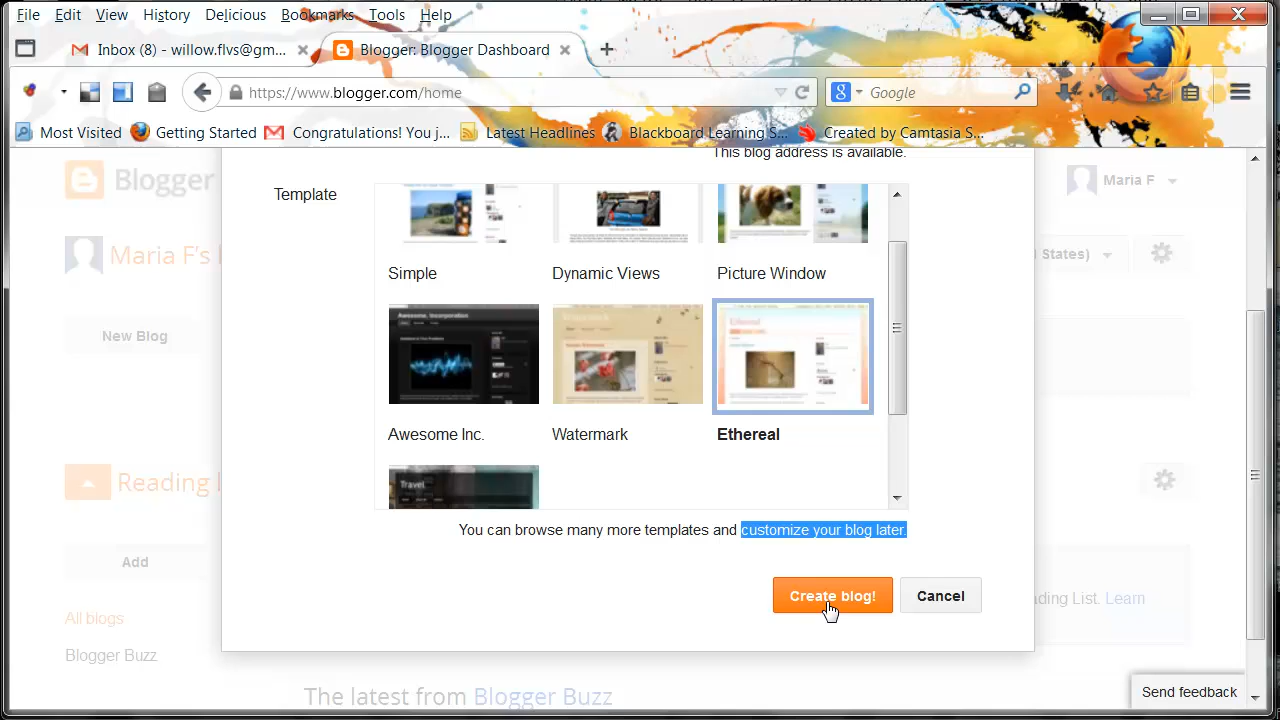 File Edit View History Delicious Bookmarks Tools Help
Inbox (8) - willow.flvs@gm...
Blogger: Blogger Dashboard
https://www.blogger.com/home
Google
Most Visited
Getting Started
Congratulations! You j...
Latest Headlines
Blackboard Learning S...
Created by Camtasia S...
This blog address is available.
Blogger
Maria F
Template
Maria F's
States)
Simple
Dynamic Views
Picture Window
New Blog
Awesome, Incorporation
Ethereal
Awesome Inc.
Watermark
Ethereal
Reading
Travel
You can browse many more templates and customize your blog later.
Add
Create blog!
Cancel
ding List. Learn
All blogs
Blogger Buzz
The latest from Blogger Buzz
Send feedback